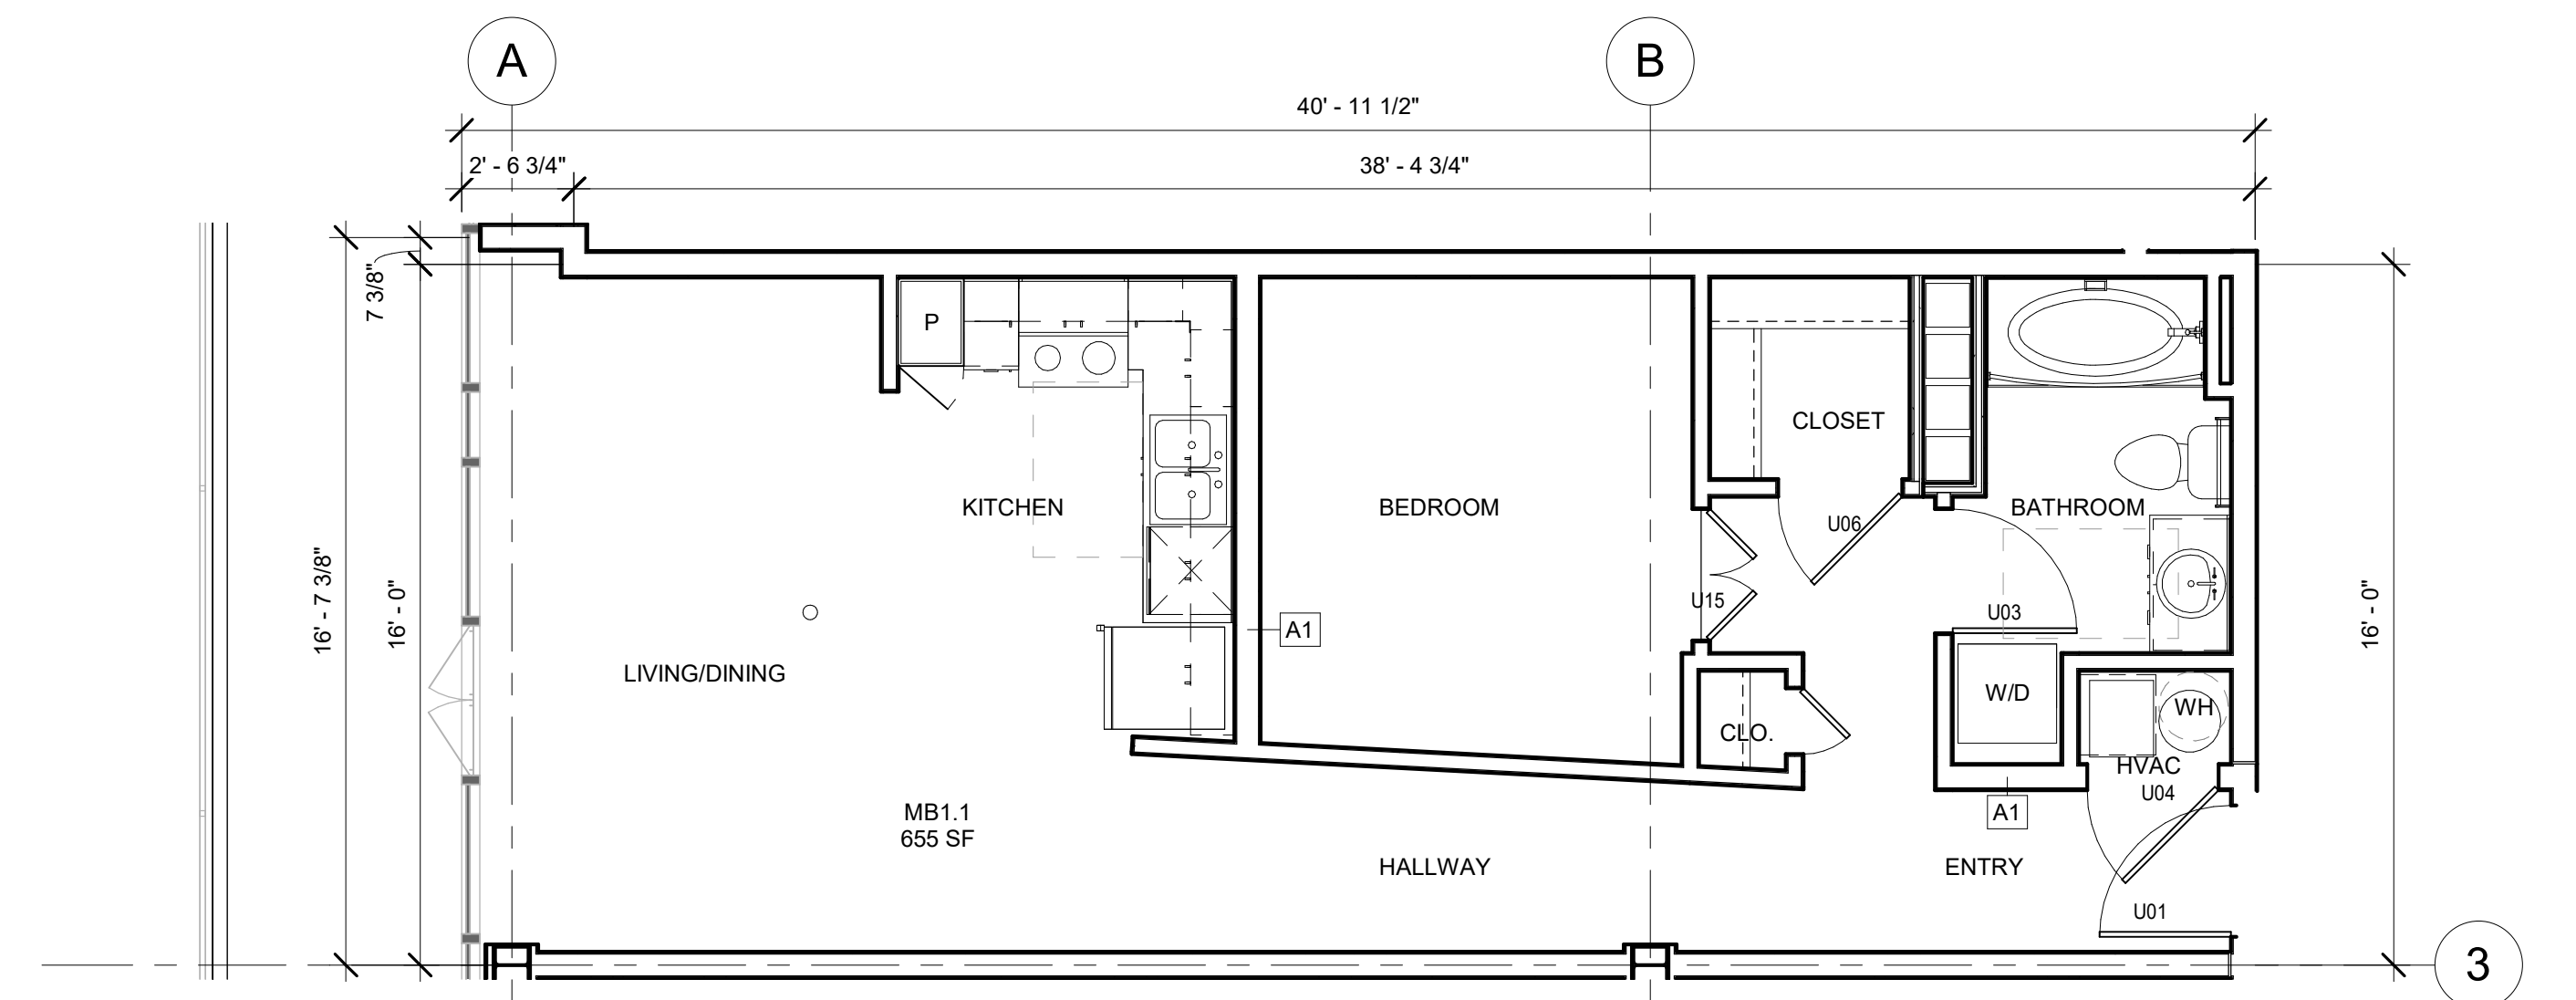 A
B
40' - 11 1/2"
2' - 6 3/4"
38' - 4 3/4"
7 3/8"
16' - 7 3/8"
16' - 0"
16' - 0"
P
CLOSET
KITCHEN
BEDROOM
BATHROOM
U06
U15
U03
A1
LIVING/DINING
W/D
WH
CLO.
HVAC
U04
MB1.1
655 SF
A1
HALLWAY
ENTRY
U01
3